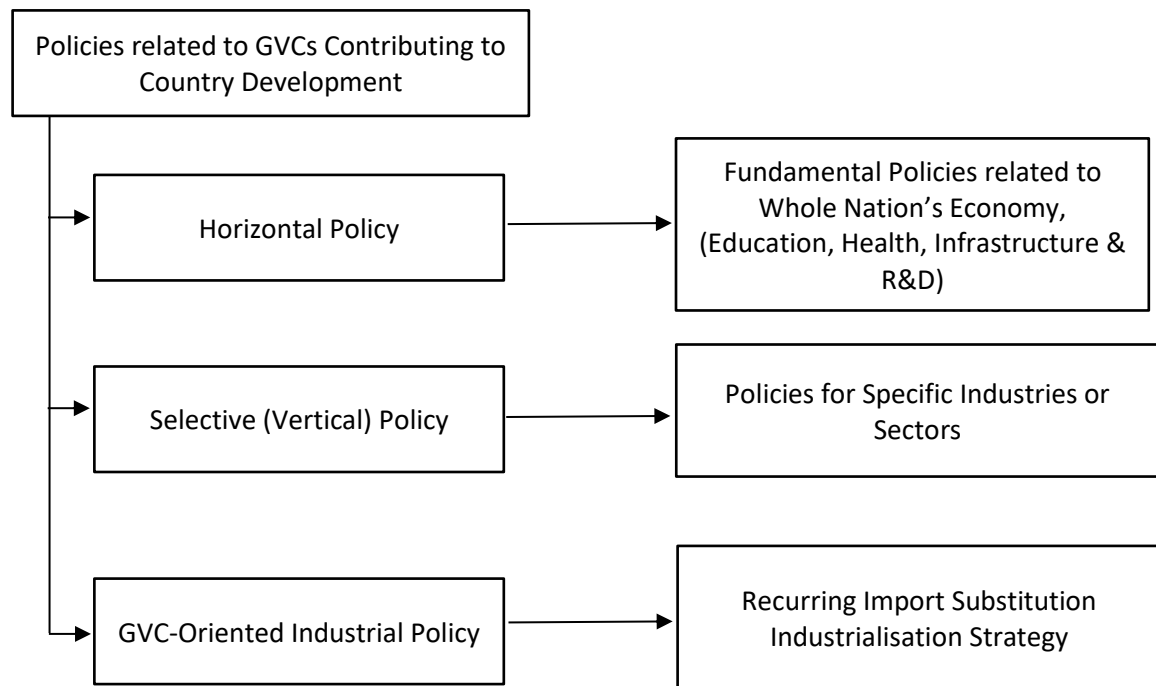 Policies related to GVCs Contributing to
Country Development
Horizontal Policy
Fundamental Policies related to
Whole Nation’s Economy,
(Education, Health, Infrastructure &
R&D)
Selective (Vertical) Policy
Policies for Specific Industries or
Sectors
GVC-Oriented Industrial Policy
Recurring Import Substitution
Industrialisation Strategy